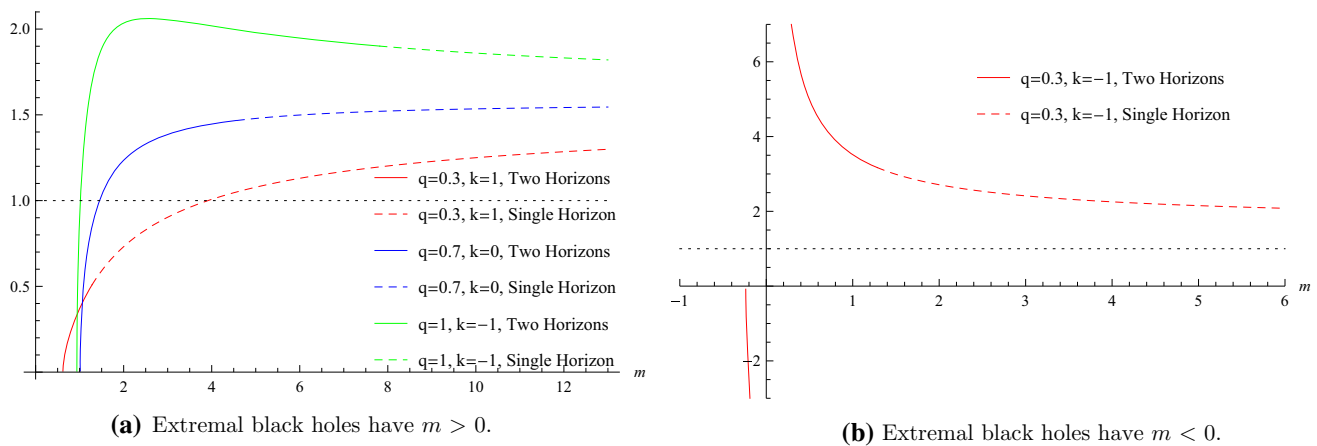 2.0
1.5
1.0
0.5
2 4 6 8 10 12 m
q=0.3, k=1, Two Horizons
q=0.3, k=1, Single Horizon
q=0.7, k=0, Two Horizons
q=0.7, k=0, Single Horizon
q=1, k=−1, Two Horizons
q=1, k=−1, Single Horizon
(a) Extremal black holes have m > 0.
6
4
2
−2
−1 1 2 3 4 5 6 m
q=0.3, k=−1, Two Horizons
q=0.3, k=−1, Single Horizon
(b) Extremal black holes have m < 0.